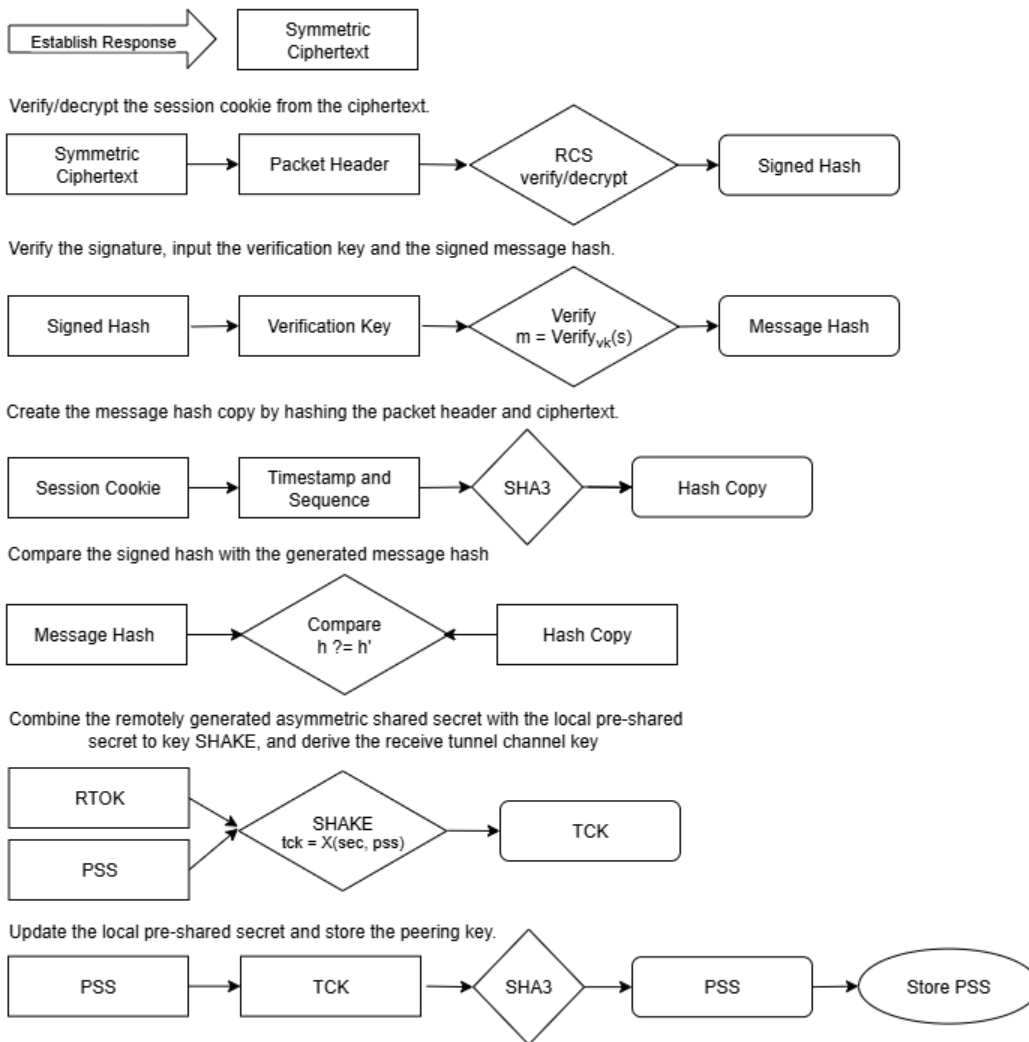 Establish Response
Symmetric
Ciphertext
Verify/decrypt the session cookie from the ciphertext.
Symmetric
Ciphertext
Packet Header
RCS
verify/decrypt
Signed Hash
Verify the signature, input the verification key and the signed message hash.
Signed Hash
Verification Key
Verify
m = Verifyvk(s)
Message Hash
Create the message hash copy by hashing the packet header and ciphertext.
Session Cookie
Timestamp and
Sequence
SHA3
Hash Copy
Compare the signed hash with the generated message hash
Message Hash
Compare
h ?= h'
Hash Copy
Combine the remotely generated asymmetric shared secret with the local pre-shared
secret to key SHAKE, and derive the receive tunnel channel key
RTOK
PSS
SHAKE
tck = X(sec, pss)
TCK
Update the local pre-shared secret and store the peering key.
PSS
TCK
SHA3
PSS
Store PSS